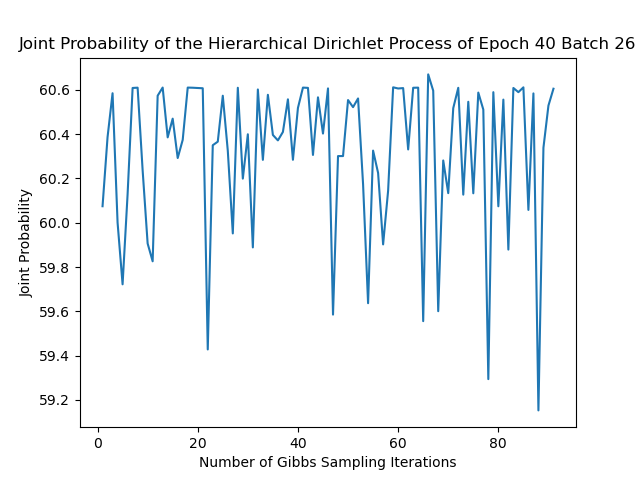 Joint Probability of the Hierarchical Dirichlet Process of Epoch 40 Batch 26
60.6
60.4
60.2
60.0
59.8
59.6
59.4
59.2
Joint Probability
0 20 40 60 80
Number of Gibbs Sampling Iterations